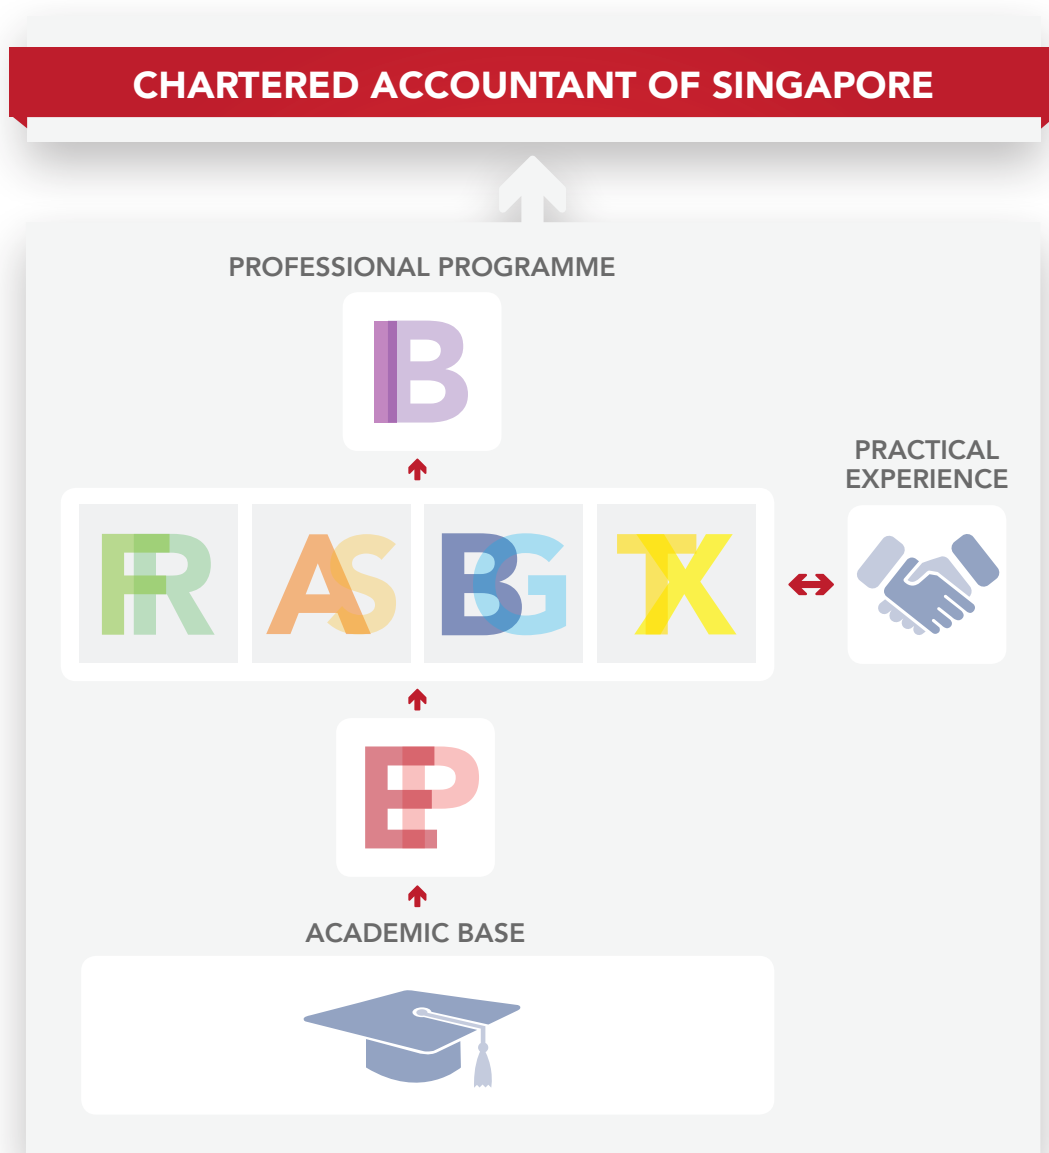 CHARTERED ACCOUNTANT OF SINGAPORE
PROFESSIONAL PROGRAMME
IB
PRACTICAL
EXPERIENCE
FR AS BG TX
EP
ACADEMIC BASE